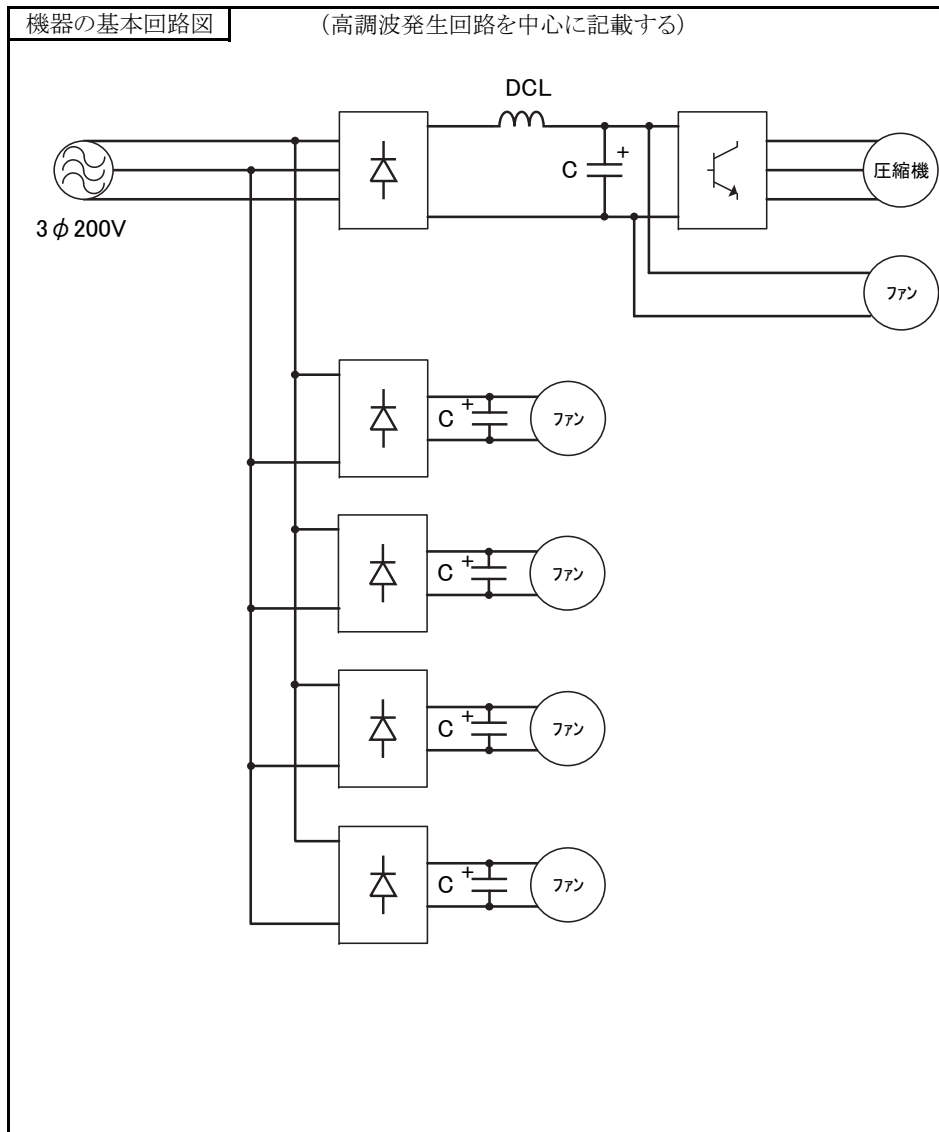 機器の基本回路図 (高調波発生回路を中心に記載する)
DCL
C +
圧縮機
3φ200V
ファン
C + ファン
C + ファン
C + ファン
C + ファン